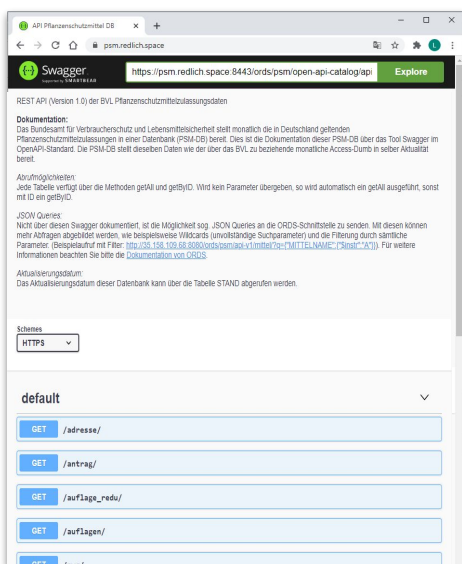 API Pflanzenschutzmittel DB
psm.redlich.space
L
Swagger
Supported by SMARTBEAR
https://psm.redlich.space:8443/ords/psm/open-api-catalog/api
Explore
REST API (Version 1.0) der BVL Pflanzenschutzmittelzulassungsdaten
Dokumentation:
Das Bundesamt für Verbraucherschutz und Lebensmittelsicherheit stellt monatlich die in Deutschland geltenden
Pflanzenschutzmittelzulassungen in einer Datenbank (PSM-DB) bereit. Dies ist die Dokumentation dieser PSM-DB über das Tool Swagger im
OpenAPI-Standard. Die PSM-DB stellt dieselben Daten wie der über das BVL zu beziehende monatliche Access-Dumb in selber Aktualität
bereit.
Abrufmöglichkeiten:
Jede Tabelle verfügt über die Methoden getAll und getByID. Wird kein Parameter übergeben, so wird automatisch ein getAll ausgeführt, sonst
mit ID ein getByID.
JSON Queries:
Nicht über diesen Swagger dokumentiert, ist die Möglichkeit sog. JSON Queries an die ORDS-Schnittstelle zu senden. Mit diesen können
mehr Abfragen abgebildet werden, wie beispielsweise Wildcards (unvollständige Suchparameter) und die Filterung durch sämtliche
Parameter. (Beispielaufruf mit Filter: http://35.158.109.68:8080/ords/psm/api-v1/mittel/?q={"MITTELNAME":{"$instr":"A"}}). Für weitere
Informationen beachten Sie bitte die Dokumentation von ORDS
Aktualisierungsdatum:
Das Aktualisierungsdatum dieser Datenbank kann über die Tabelle STAND abgerufen werden.
Schemes
HTTPS
default
GET /adresse/
GET /antrag/
GET /auflage_redu/
GET /auflagen/
GET